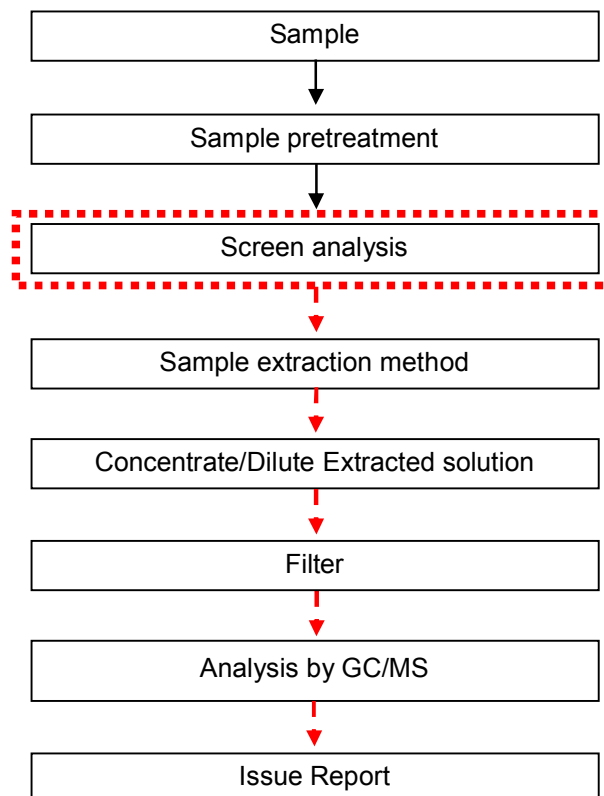 Sample
Sample pretreatment
Screen analysis
Sample extraction method
Concentrate/Dilute Extracted solution
Filter
Analysis by GC/MS
Issue Report